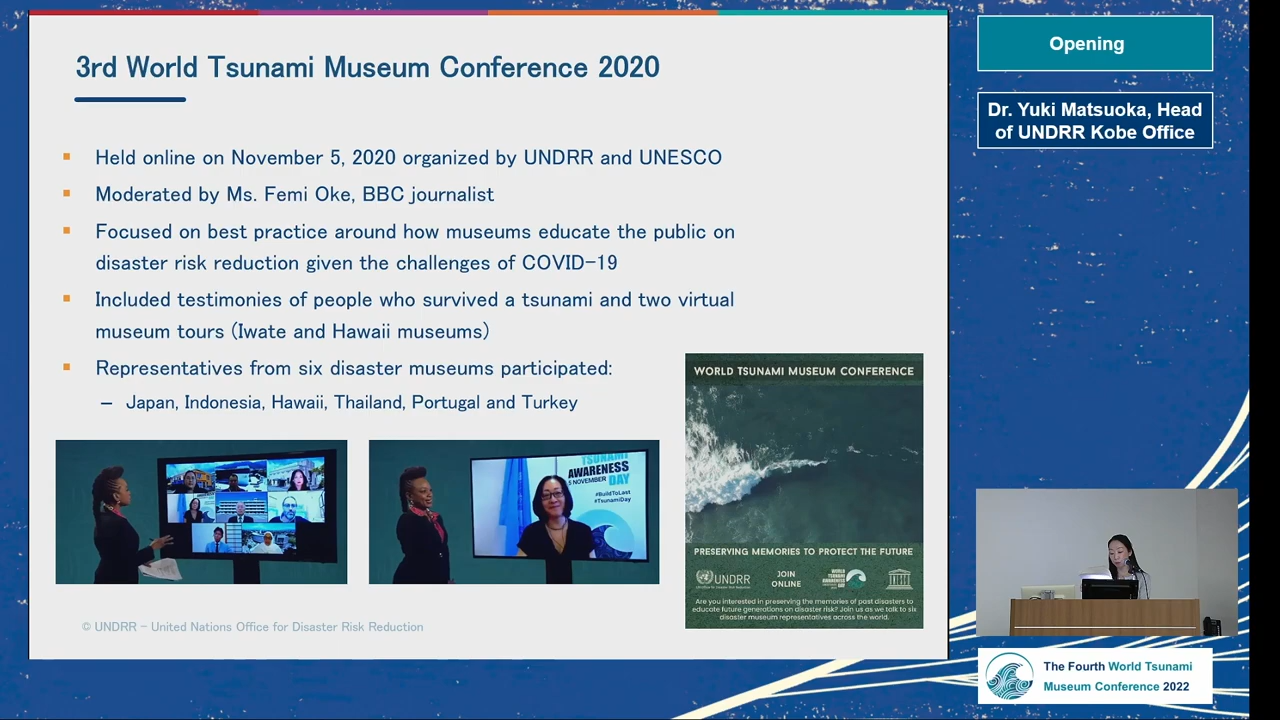 3rd World Tsunami Museum Conference 2020
Held online on November 5, 2020 organized by UNDRR and UNESCO
Moderated by Ms. Femi Oke, BBC journalist
Focused on best practice around how museums educate the public on
disaster risk reduction given the challenges of COVID-19
Included testimonies of people who survived a tsunami and two virtual
museum tours (Iwate and Hawaii museums)
Representatives from six disaster museums participated:
– Japan, Indonesia, Hawaii, Thailand, Portugal and Turkey
TSUNAMI
AWARENESS
5 NOVEMBER DAY
#BuildToLast
#TsunamiDay
WORLD TSUNAMI MUSEUM CONFERENCE
PRESERVING MEMORIES TO PROTECT THE FUTURE
UNDRR
JOIN
ONLINE
WORLD
TSUNAMI
AWARENESS
DAY
Are you interested in preserving the memories of past disasters to
educate future generations on disaster risk? Join us as we talk to six
disaster museum representatives across the world.
© UNDRR – United Nations Office for Disaster Risk Reduction
Opening
Dr. Yuki Matsuoka, Head
of UNDRR Kobe Office
The Fourth World Tsunami
Museum Conference 2022